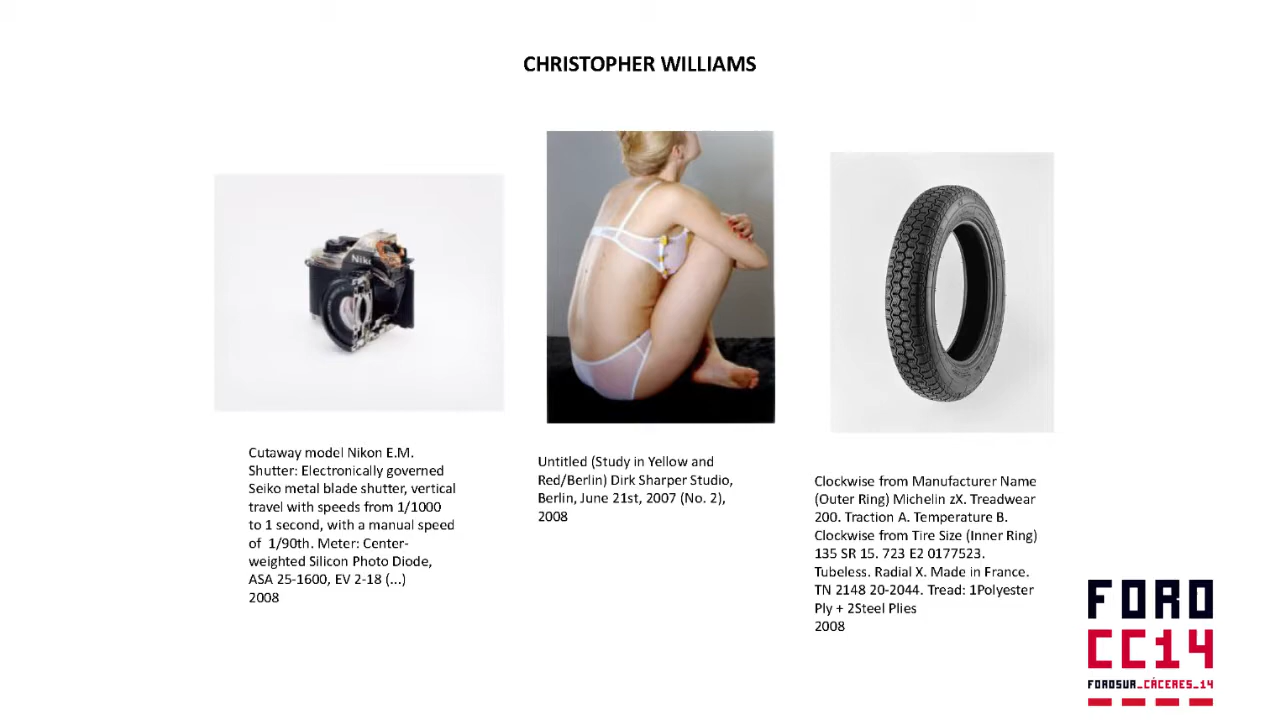 CHRISTOPHER WILLIAMS
Nik
Cutaway model Nikon E.M.
Shutter: Electronically governed
Seiko metal blade shutter, vertical
travel with speeds from 1/1000
to 1 second, with a manual speed
of  1/90th. Meter: Center-
weighted Silicon Photo Diode,
ASA 25-1600, EV 2-18 (...)
2008
Untitled (Study in Yellow and
Red/Berlin) Dirk Sharper Studio,
Berlin, June 21st, 2007 (No. 2),
2008
Clockwise from Manufacturer Name
(Outer Ring) Michelin zX. Treadwear
200. Traction A. Temperature B.
Clockwise from Tire Size (Inner Ring)
135 SR 15. 723 E2 0177523.
Tubeless. Radial X. Made in France.
TN 2148 20-2044. Tread: 1Polyester
Ply + 2Steel Plies
2008
FORO
CC14
FOROSUR_CÁCERES_14